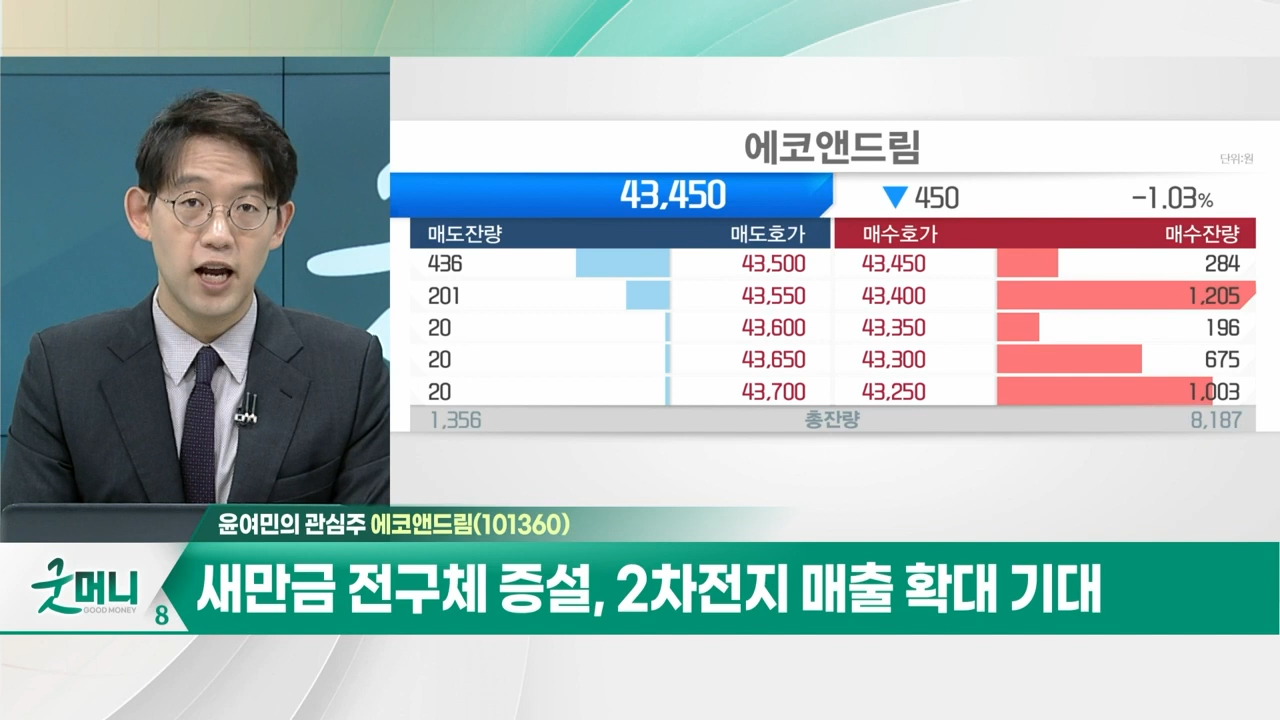 에코앤드림
단위:원
43,450 ▼450 -1.03%
매도잔량 매도호가 매수호가 매수잔량
436 43,500 43,450 284
201 43,550 43,400 1,205
20 43,600 43,350 196
20 43,650 43,300 675
20 43,700 43,250 1,003
1,356 총잔량 8,187
윤여민의 관심주 에코앤드림(101360)
굿머니
GOOD MONEY
8
새만금 전구체 증설, 2차전지 매출 확대 기대